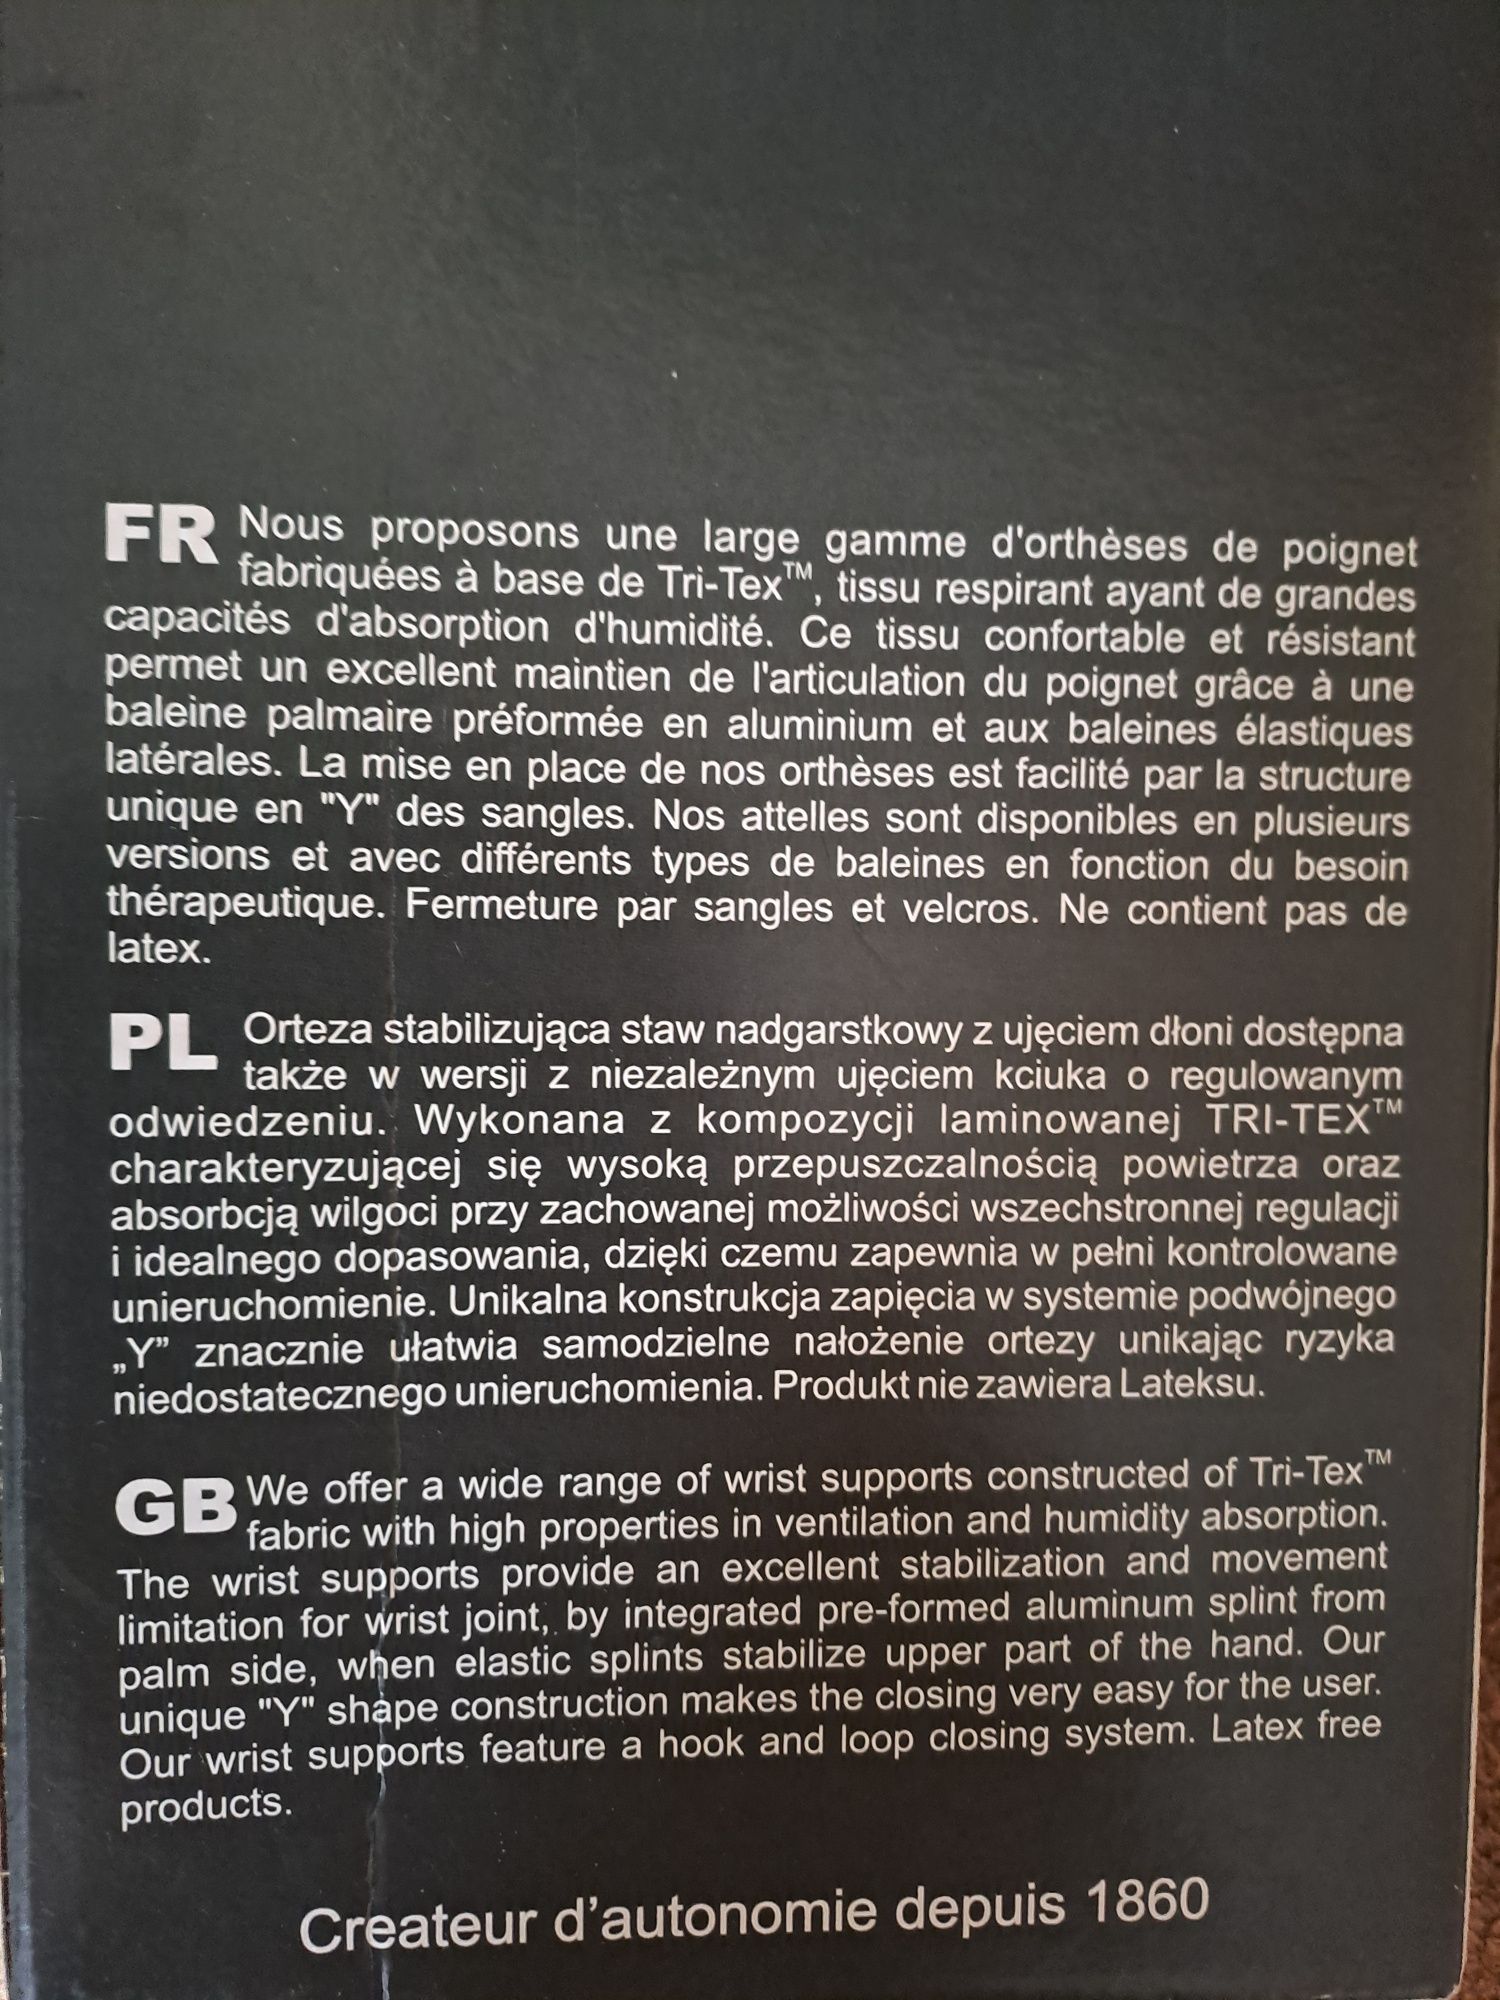 FR Nous proposons une large gamme d'orthèses de poignet
fabriquées à base de Tri-Tex™, tissu respirant ayant de grandes
capacités d'absorption d'humidité. Ce tissu confortable et résistant
permet un excellent maintien de l'articulation du poignet grâce à une
baleine palmaire préformée en aluminium et aux baleines élastiques
latérales. La mise en place de nos orthèses est facilité par la structure
unique en "Y" des sangles. Nos attelles sont disponibles en plusieurs
versions et avec différents types de baleines en fonction du besoin
thérapeutique. Fermeture par sangles et velcros. Ne contient pas de
latex.
PL Orteza stabilizująca staw nadgarstkowy z ujęciem dłoni dostępna
także w wersji z niezależnym ujęciem kciuka o regulowanym
odwiedzeniu. Wykonana z kompozycji laminowanej TRI-TEX™
charakteryzującej się wysoką przepuszczalnością powietrza oraz
absorbcją wilgoci przy zachowanej możliwości wszechstronnej regulacji
i idealnego dopasowania, dzięki czemu zapewnia w pełni kontrolowane
unieruchomienie. Unikalna konstrukcja zapięcia w systemie podwójnego
„Y” znacznie ułatwia samodzielne nałożenie ortezy unikając ryzyka
niedostatecznego unieruchomienia. Produkt nie zawiera Lateksu.
GB We offer a wide range of wrist supports constructed of Tri-Tex™
fabric with high properties in ventilation and humidity absorption.
The wrist supports provide an excellent stabilization and movement
limitation for wrist joint, by integrated pre-formed aluminum splint from
palm side, when elastic splints stabilize upper part of the hand. Our
unique "Y" shape construction makes the closing very easy for the user.
Our wrist supports feature a hook and loop closing system. Latex free
products.
Createur d’autonomie depuis 1860